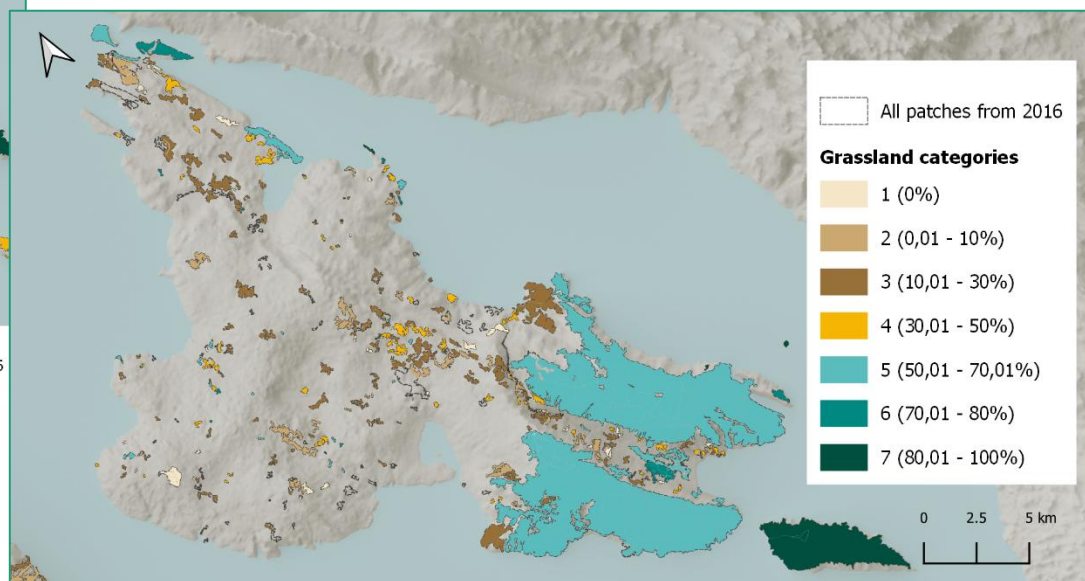 All patches from 2016
Grassland categories
1 (0%)
2 (0,01 - 10%)
3 (10,01 - 30%)
4 (30,01 - 50%)
5 (50,01 - 70,01%)
6 (70,01 - 80%)
7 (80,01 - 100%)
0 2.5 5 km